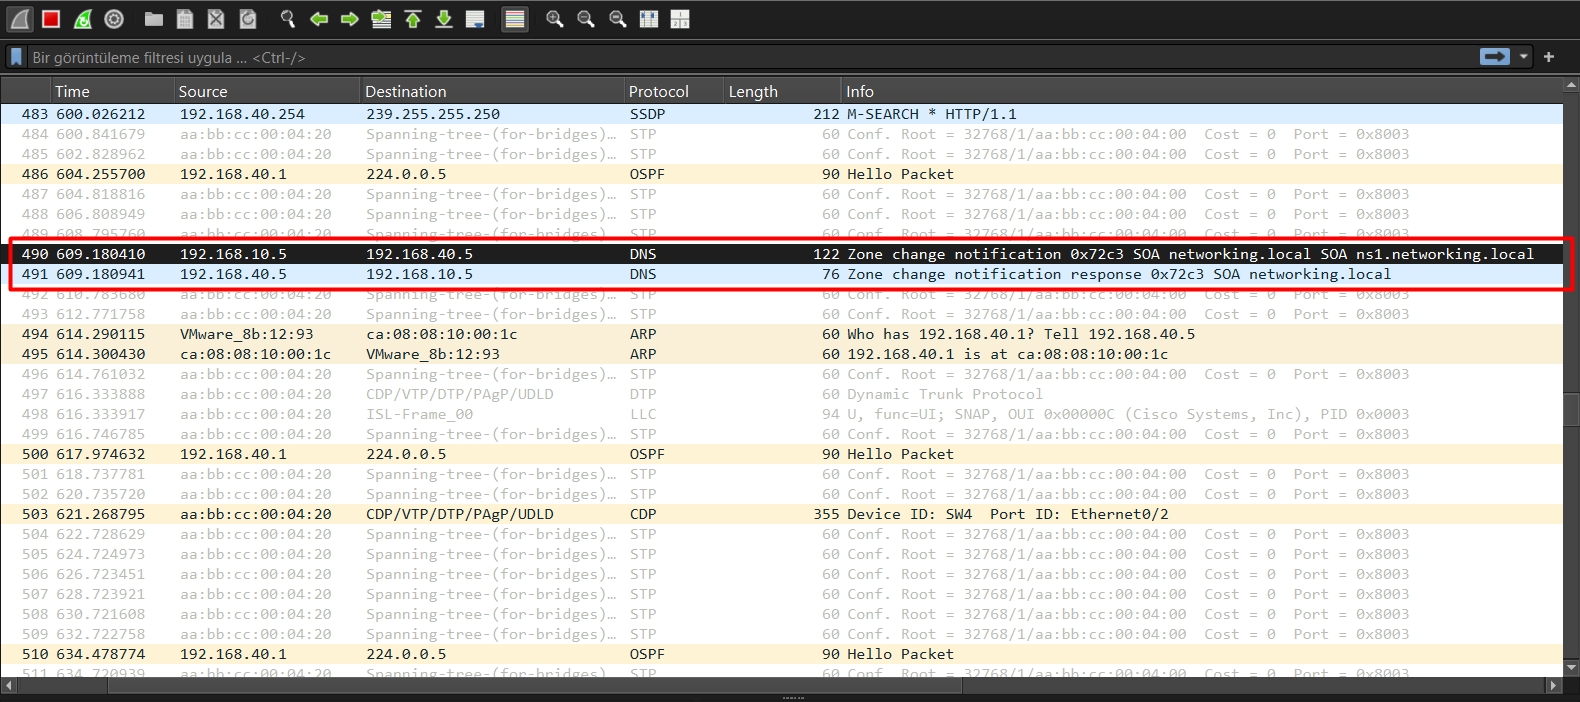 Bir görüntüleme filtresi uygula ... <Ctrl-/>
Time Source Destination Protocol Length Info
483 600.026212 192.168.40.254 239.255.255.250 SSDP 212 M-SEARCH * HTTP/1.1
484 600.841679 aa:bb:cc:00:04:20 Spanning-tree-(for-bridges)… STP 60 Conf. Root = 32768/1/aa:bb:cc:00:04:00 Cost = 0 Port = 0x8003
485 602.828962 aa:bb:cc:00:04:20 Spanning-tree-(for-bridges)… STP 60 Conf. Root = 32768/1/aa:bb:cc:00:04:00 Cost = 0 Port = 0x8003
486 604.255700 192.168.40.1 224.0.0.5 OSPF 90 Hello Packet
487 604.818816 aa:bb:cc:00:04:20 Spanning-tree-(for-bridges)… STP 60 Conf. Root = 32768/1/aa:bb:cc:00:04:00 Cost = 0 Port = 0x8003
488 606.808949 aa:bb:cc:00:04:20 Spanning-tree-(for-bridges)… STP 60 Conf. Root = 32768/1/aa:bb:cc:00:04:00 Cost = 0 Port = 0x8003
489 608.795760 aa:bb:cc:00:04:20 Spanning-tree-(for-bridges)… STP 60 Conf. Root = 32768/1/aa:bb:cc:00:04:00 Cost = 0 Port = 0x8003
490 609.180410 192.168.10.5 192.168.40.5 DNS 122 Zone change notification 0x72c3 SOA networking.local SOA ns1.networking.local
491 609.180941 192.168.40.5 192.168.10.5 DNS 76 Zone change notification response 0x72c3 SOA networking.local
492 610.783680 aa:bb:cc:00:04:20 Spanning-tree-(for-bridges)… STP 60 Conf. Root = 32768/1/aa:bb:cc:00:04:00 Cost = 0 Port = 0x8003
493 612.771758 aa:bb:cc:00:04:20 Spanning-tree-(for-bridges)… STP 60 Conf. Root = 32768/1/aa:bb:cc:00:04:00 Cost = 0 Port = 0x8003
494 614.290115 VMware_8b:12:93 ca:08:08:10:00:1c ARP 60 Who has 192.168.40.1? Tell 192.168.40.5
495 614.300430 ca:08:08:10:00:1c VMware_8b:12:93 ARP 60 192.168.40.1 is at ca:08:08:10:00:1c
496 614.761032 aa:bb:cc:00:04:20 Spanning-tree-(for-bridges)… STP 60 Conf. Root = 32768/1/aa:bb:cc:00:04:00 Cost = 0 Port = 0x8003
497 616.333888 aa:bb:cc:00:04:20 CDP/VTP/DTP/PAgP/UDLD DTP 60 Dynamic Trunk Protocol
498 616.333917 aa:bb:cc:00:04:20 ISL-Frame_00 LLC 94 U, func=UI; SNAP, OUI 0x00000C (Cisco Systems, Inc), PID 0x0003
499 616.746785 aa:bb:cc:00:04:20 Spanning-tree-(for-bridges)… STP 60 Conf. Root = 32768/1/aa:bb:cc:00:04:00 Cost = 0 Port = 0x8003
500 617.974632 192.168.40.1 224.0.0.5 OSPF 90 Hello Packet
501 618.737781 aa:bb:cc:00:04:20 Spanning-tree-(for-bridges)… STP 60 Conf. Root = 32768/1/aa:bb:cc:00:04:00 Cost = 0 Port = 0x8003
502 620.735720 aa:bb:cc:00:04:20 Spanning-tree-(for-bridges)… STP 60 Conf. Root = 32768/1/aa:bb:cc:00:04:00 Cost = 0 Port = 0x8003
503 621.268795 aa:bb:cc:00:04:20 CDP/VTP/DTP/PAgP/UDLD CDP 355 Device ID: SW4 Port ID: Ethernet0/2
504 622.728629 aa:bb:cc:00:04:20 Spanning-tree-(for-bridges)… STP 60 Conf. Root = 32768/1/aa:bb:cc:00:04:00 Cost = 0 Port = 0x8003
505 624.724973 aa:bb:cc:00:04:20 Spanning-tree-(for-bridges)… STP 60 Conf. Root = 32768/1/aa:bb:cc:00:04:00 Cost = 0 Port = 0x8003
506 626.723451 aa:bb:cc:00:04:20 Spanning-tree-(for-bridges)… STP 60 Conf. Root = 32768/1/aa:bb:cc:00:04:00 Cost = 0 Port = 0x8003
507 628.723921 aa:bb:cc:00:04:20 Spanning-tree-(for-bridges)… STP 60 Conf. Root = 32768/1/aa:bb:cc:00:04:00 Cost = 0 Port = 0x8003
508 630.721608 aa:bb:cc:00:04:20 Spanning-tree-(for-bridges)… STP 60 Conf. Root = 32768/1/aa:bb:cc:00:04:00 Cost = 0 Port = 0x8003
509 632.722758 aa:bb:cc:00:04:20 Spanning-tree-(for-bridges)… STP 60 Conf. Root = 32768/1/aa:bb:cc:00:04:00 Cost = 0 Port = 0x8003
510 634.478774 192.168.40.1 224.0.0.5 OSPF 90 Hello Packet
511 634.720939 aa:bb:cc:00:04:20 Spanning-tree-(for-bridges)… STP 60 Conf. Root = 32768/1/aa:bb:cc:00:04:00 Cost = 0 Port = 0x8003